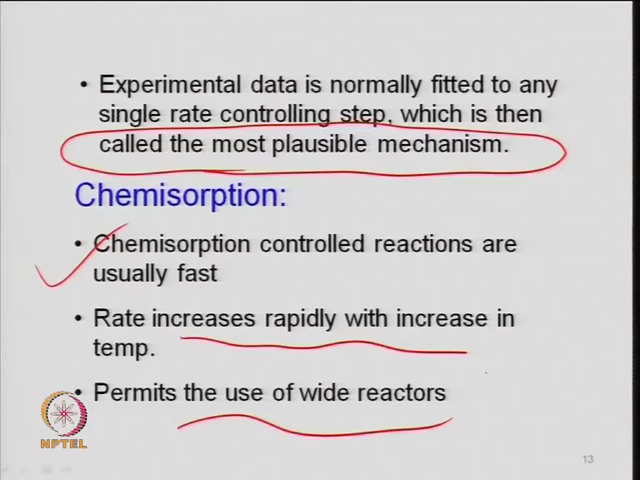 • Experimental data is normally fitted to any
single rate controlling step, which is then
called the most plausible mechanism.
Chemisorption:
• Chemisorption controlled reactions are
usually fast
• Rate increases rapidly with increase in
temp.
• Permits the use of wide reactors
NPTEL
13